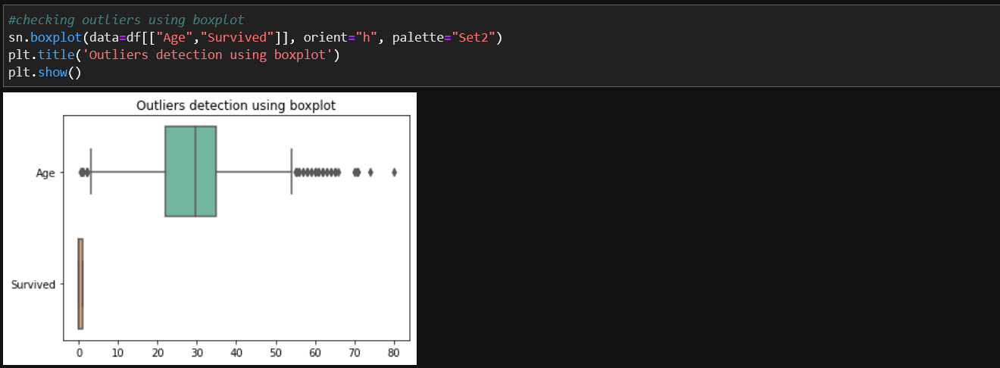 #checking outliers using boxplot
sn.boxplot(data=df[["Age","Survived"]], orient="h", palette="Set2")
plt.title('Outliers detection using boxplot')
plt.show()
Outliers detection using boxplot
Age
Survived
0 10 20 30 40 50 60 70 80